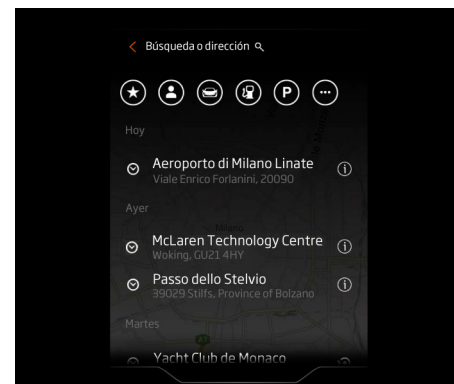 Búsqueda o dirección
P
Hoy
Aeroporto di Milano Linate
Viale Enrico Forlanini, 20090
Ayer
McLaren Technology Centre
Woking, GU21 4HY
Passo dello Stelvio
39029 Stilfs, Province of Bolzano
Martes
Yacht Club de Monaco